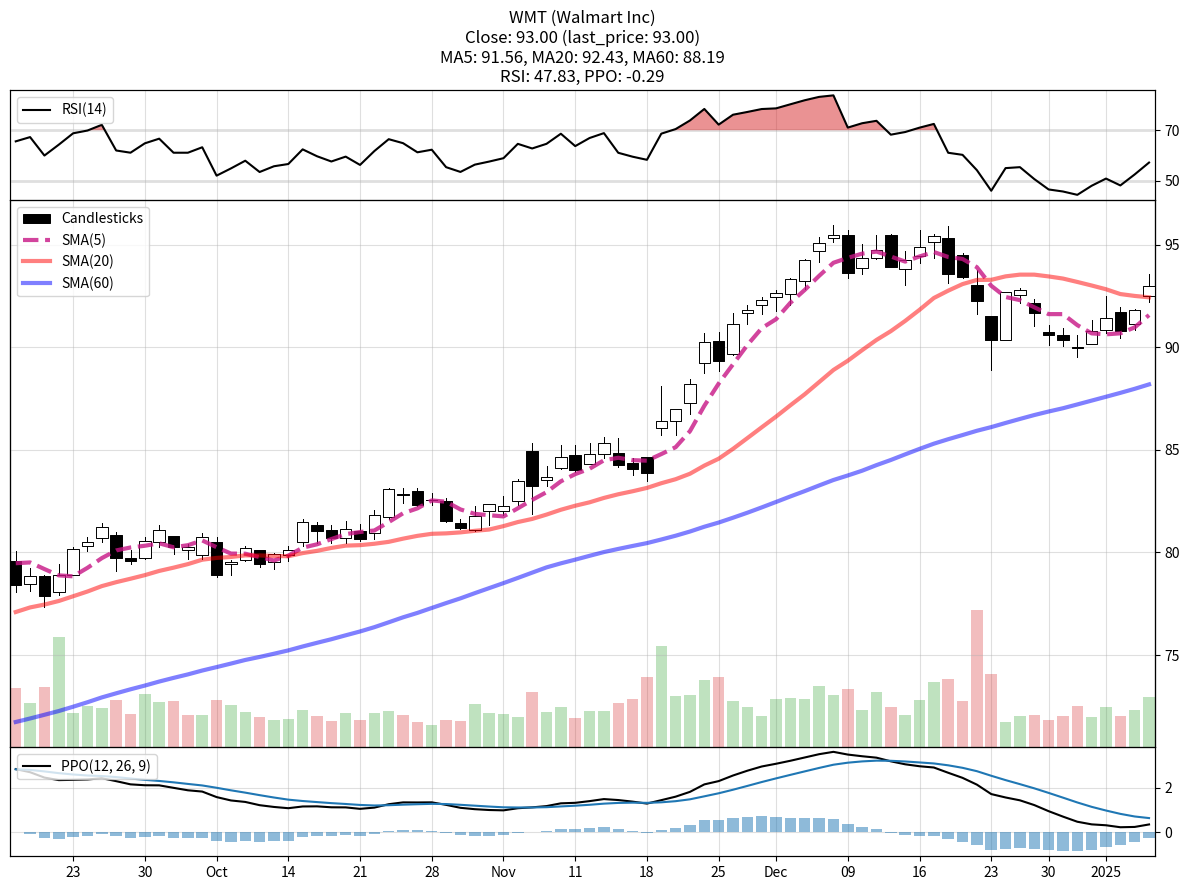 WMT (Walmart Inc)
Close: 93.00 (last_price: 93.00)
MA5: 91.56, MA20: 92.43, MA60: 88.19
RSI: 47.83, PPO: -0.29
RSI(14)
70
50
Candlesticks
SMA(5)
SMA(20)
SMA(60)
95
90
85
80
75
PPO(12, 26, 9)
2
0
23 30 Oct 14 21 28 Nov 11 18 25 Dec 09 16 23 30 2025